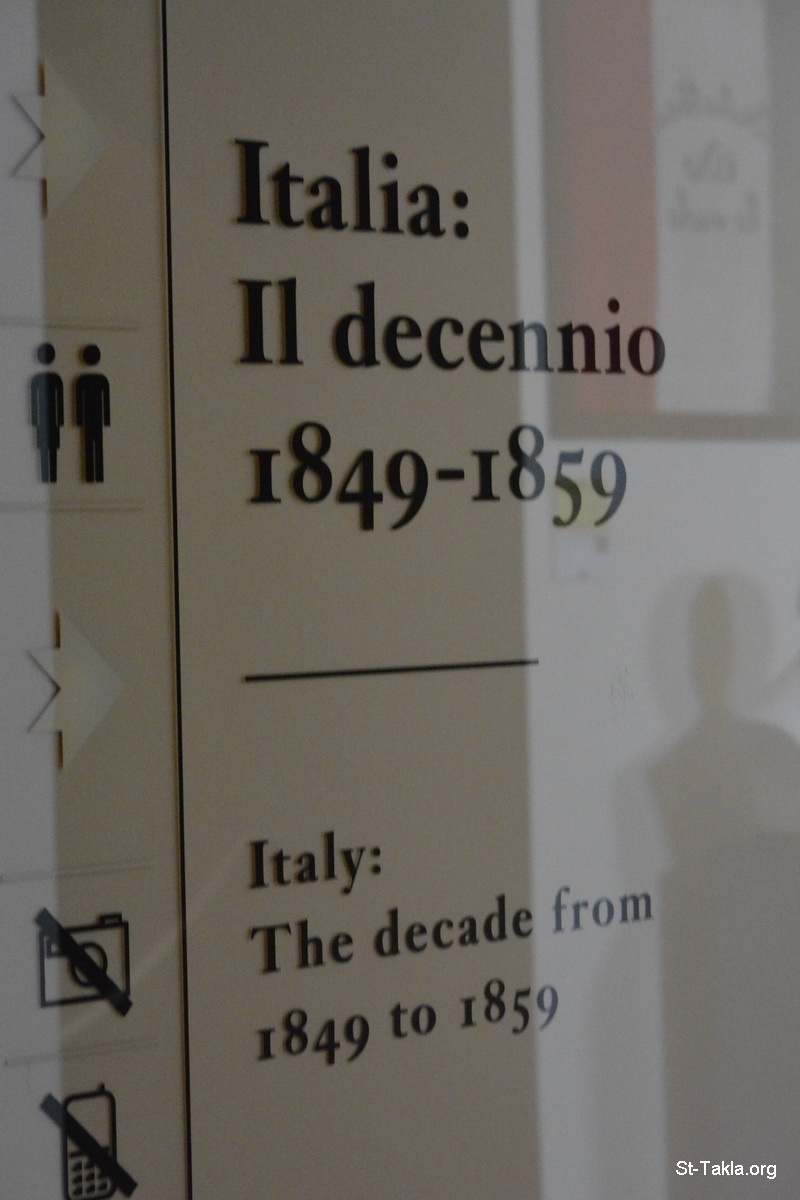 Italia:
Il decennio
1849-1859
Italy:
The decade from
1849 to 1859
St-Takla.org